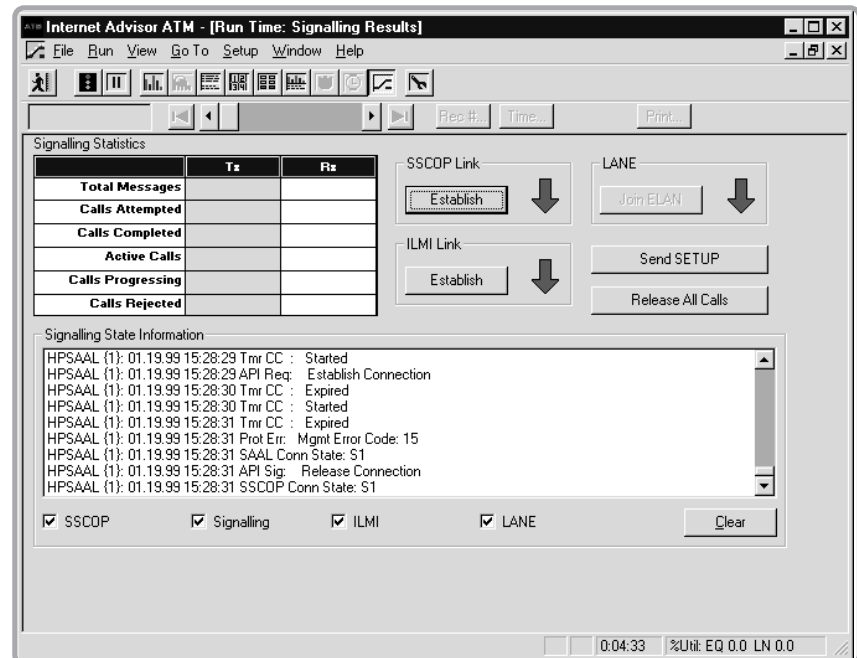 Internet Advisor ATM - [Run Time: Signalling Results]
File Run View Go To Setup Window Help
Rec #... Time... Print...
Signalling Statistics
Tx Rx
Total Messages
Calls Attempted
Calls Completed
Active Calls
Calls Progressing
Calls Rejected
SSCOP Link
Establish
LANE
Join ELAN
ILMI Link
Establish
Send SETUP
Release All Calls
Signalling State Information
HPSAAL {1}: 01.19.99 15:28:29 Tmr CC : Started
HPSAAL {1}: 01.19.99 15:28:29 API Req: Establish Connection
HPSAAL {1}: 01.19.99 15:28:30 Tmr CC : Expired
HPSAAL {1}: 01.19.99 15:28:30 Tmr CC : Started
HPSAAL {1}: 01.19.99 15:28:31 Tmr CC : Expired
HPSAAL {1}: 01.19.99 15:28:31 Prot Err: Mgmt Error Code: 15
HPSAAL {1}: 01.19.99 15:28:31 SAAL Conn State: S1
HPSAAL {1}: 01.19.99 15:28:31 API Sig: Release Connection
HPSAAL {1}: 01.19.99 15:28:31 SSCOP Conn State: S1
SSCOP Signalling ILMI LANE Clear
0:04:33 %Util: EQ 0.0 LN 0.0